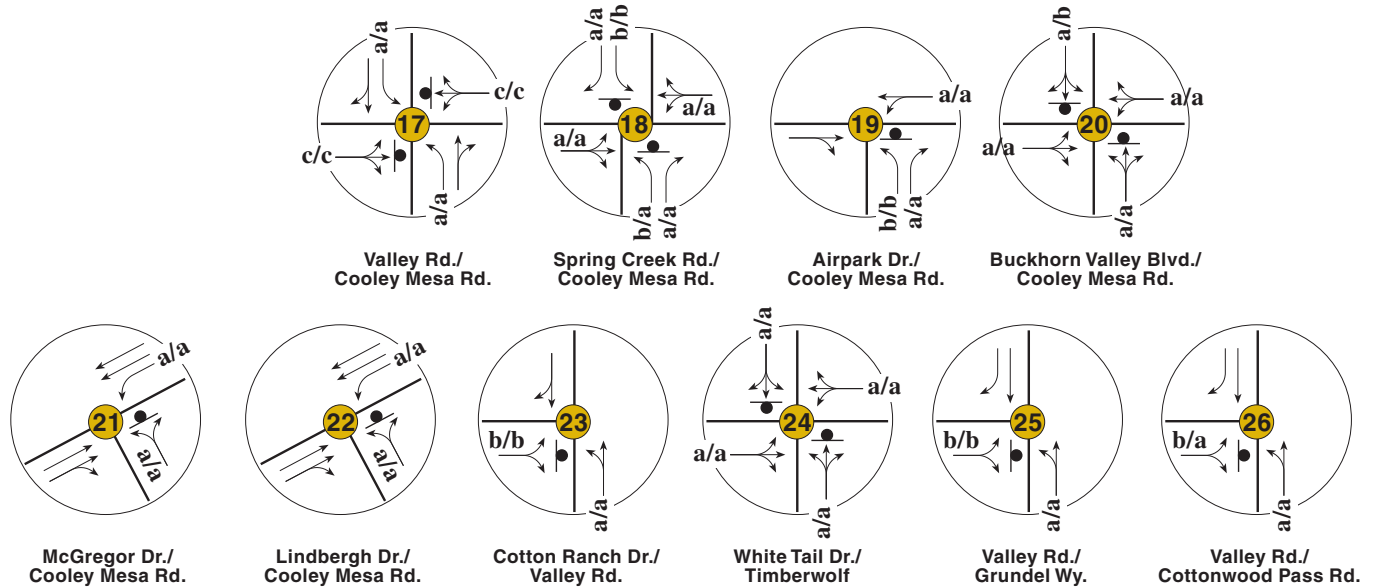 a/a
a/a
b/b
a/b
c/c
a/a
a/a
a/a
17
18
19
20
c/c
a/a
a/a
a/a
b/a
a/a
b/b
a/a
a/a
Valley Rd./
Cooley Mesa Rd.
Spring Creek Rd./
Cooley Mesa Rd.
Airpark Dr./
Cooley Mesa Rd.
Buckhorn Valley Blvd./
Cooley Mesa Rd.
a/a
a/a
a/a
a/a
21
22
23
24
25
26
a/a
a/a
b/b
a/a
b/b
b/a
a/a
a/a
a/a
a/a
McGregor Dr./
Cooley Mesa Rd.
Lindbergh Dr./
Cooley Mesa Rd.
Cotton Ranch Dr./
Valley Rd.
White Tail Dr./
Timberwolf
Valley Rd./
Grundel Wy.
Valley Rd./
Cottonwood Pass Rd.